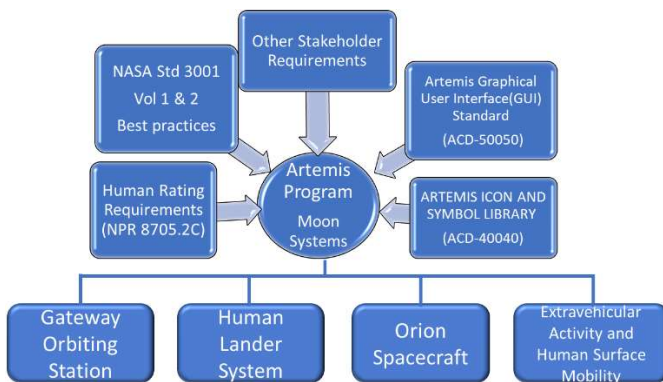 Other Stakeholder
Requirements
NASA Std 3001
Vol 1 & 2
Best practices
Artemis Graphical
User Interface(GUI)
Standard
(ACD-50050)
Human Rating
Requirements
(NPR 8705.2C)
Artemis
Program
Moon
Systems
ARTEMIS ICON AND
SYMBOL LIBRARY
(ACD-40040)
Gateway
Orbiting
Station
Human
Lander
System
Orion
Spacecraft
Extravehicular
Activity and
Human Surface
Mobility